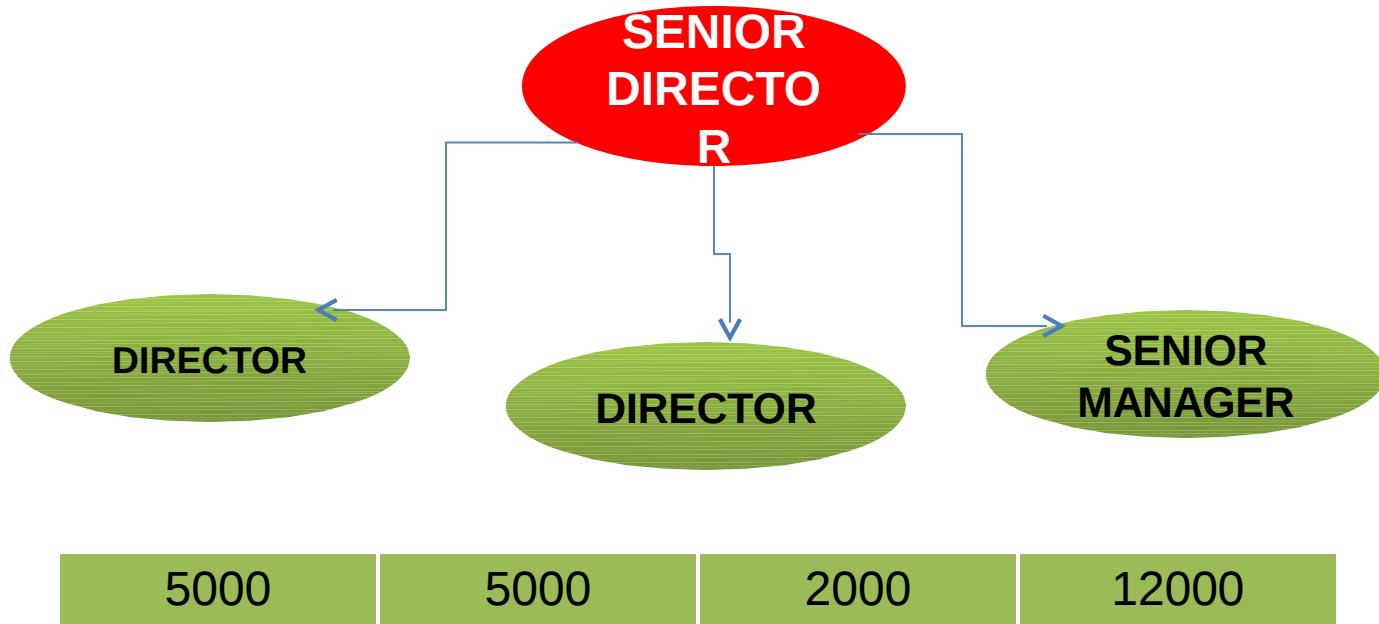 SENIOR
DIRECTO
R
DIRECTOR
DIRECTOR
SENIOR
MANAGER
5000 5000 2000 12000